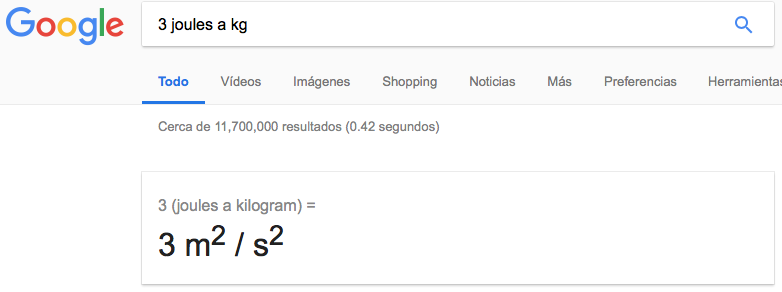 Google
3 joules a kg
Todo Vídeos Imágenes Shopping Noticias Más Preferencias Herramientas
Cerca de 11,700,000 resultados (0.42 segundos)
3 (joules a kilogram) =
3 m² / s²